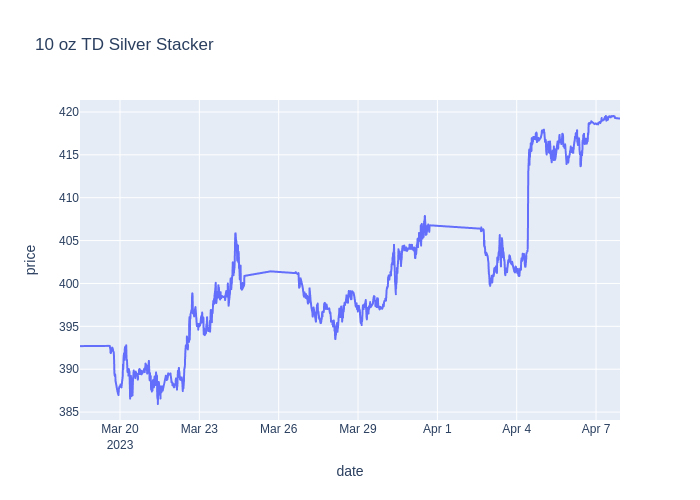 10 oz TD Silver Stacker
420
415
410
405
400
395
390
385
price
Mar 20
2023
Mar 23
Mar 26
Mar 29
Apr 1
Apr 4
Apr 7
date